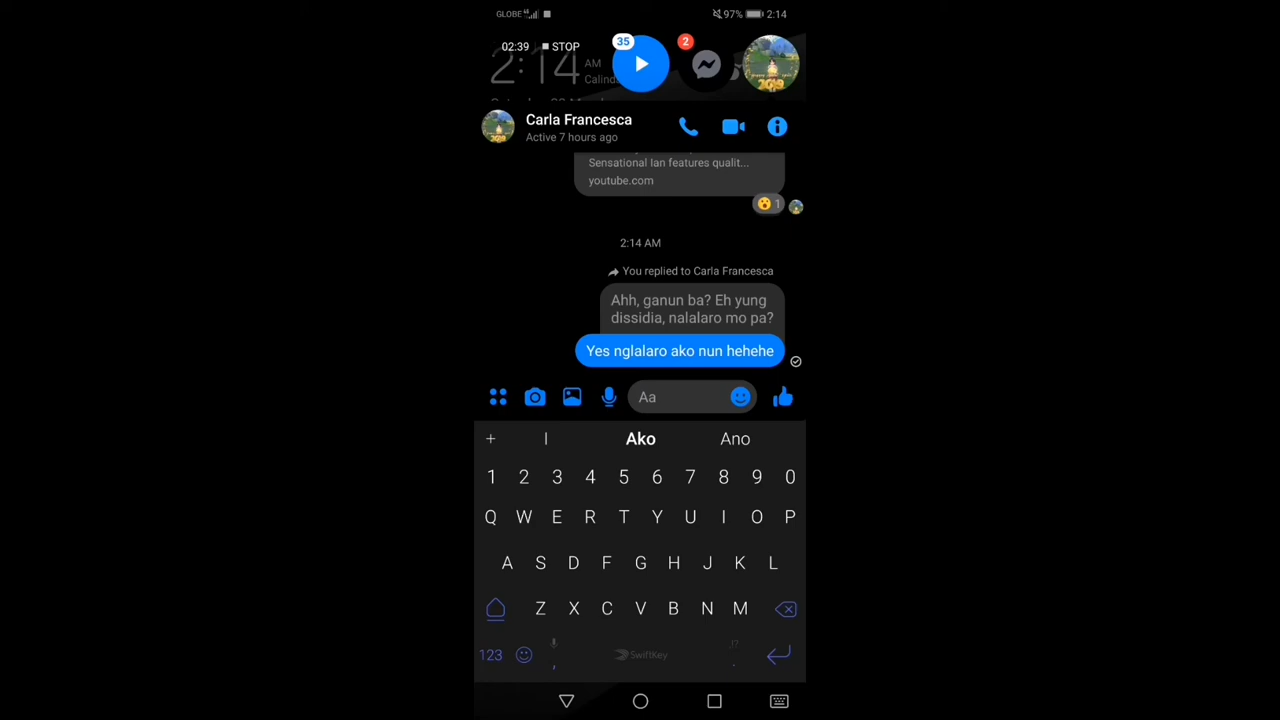 GLOBE 97% 2:14
02:39 STOP 35 2
2:14 AM
Carla Francesca
Active 7 hours ago
Sensational Ian features qualit...
youtube.com
1
2:14 AM
You replied to Carla Francesca
Ahh, ganun ba? Eh yung
dissidia, nalalaro mo pa?
Yes nglalaro ako nun hehehe
Aa
+ I Ako Ano
1 2 3 4 5 6 7 8 9 0
Q W E R T Y U I O P
A S D F G H J K L
Z X C V B N M
123 , SwiftKey .